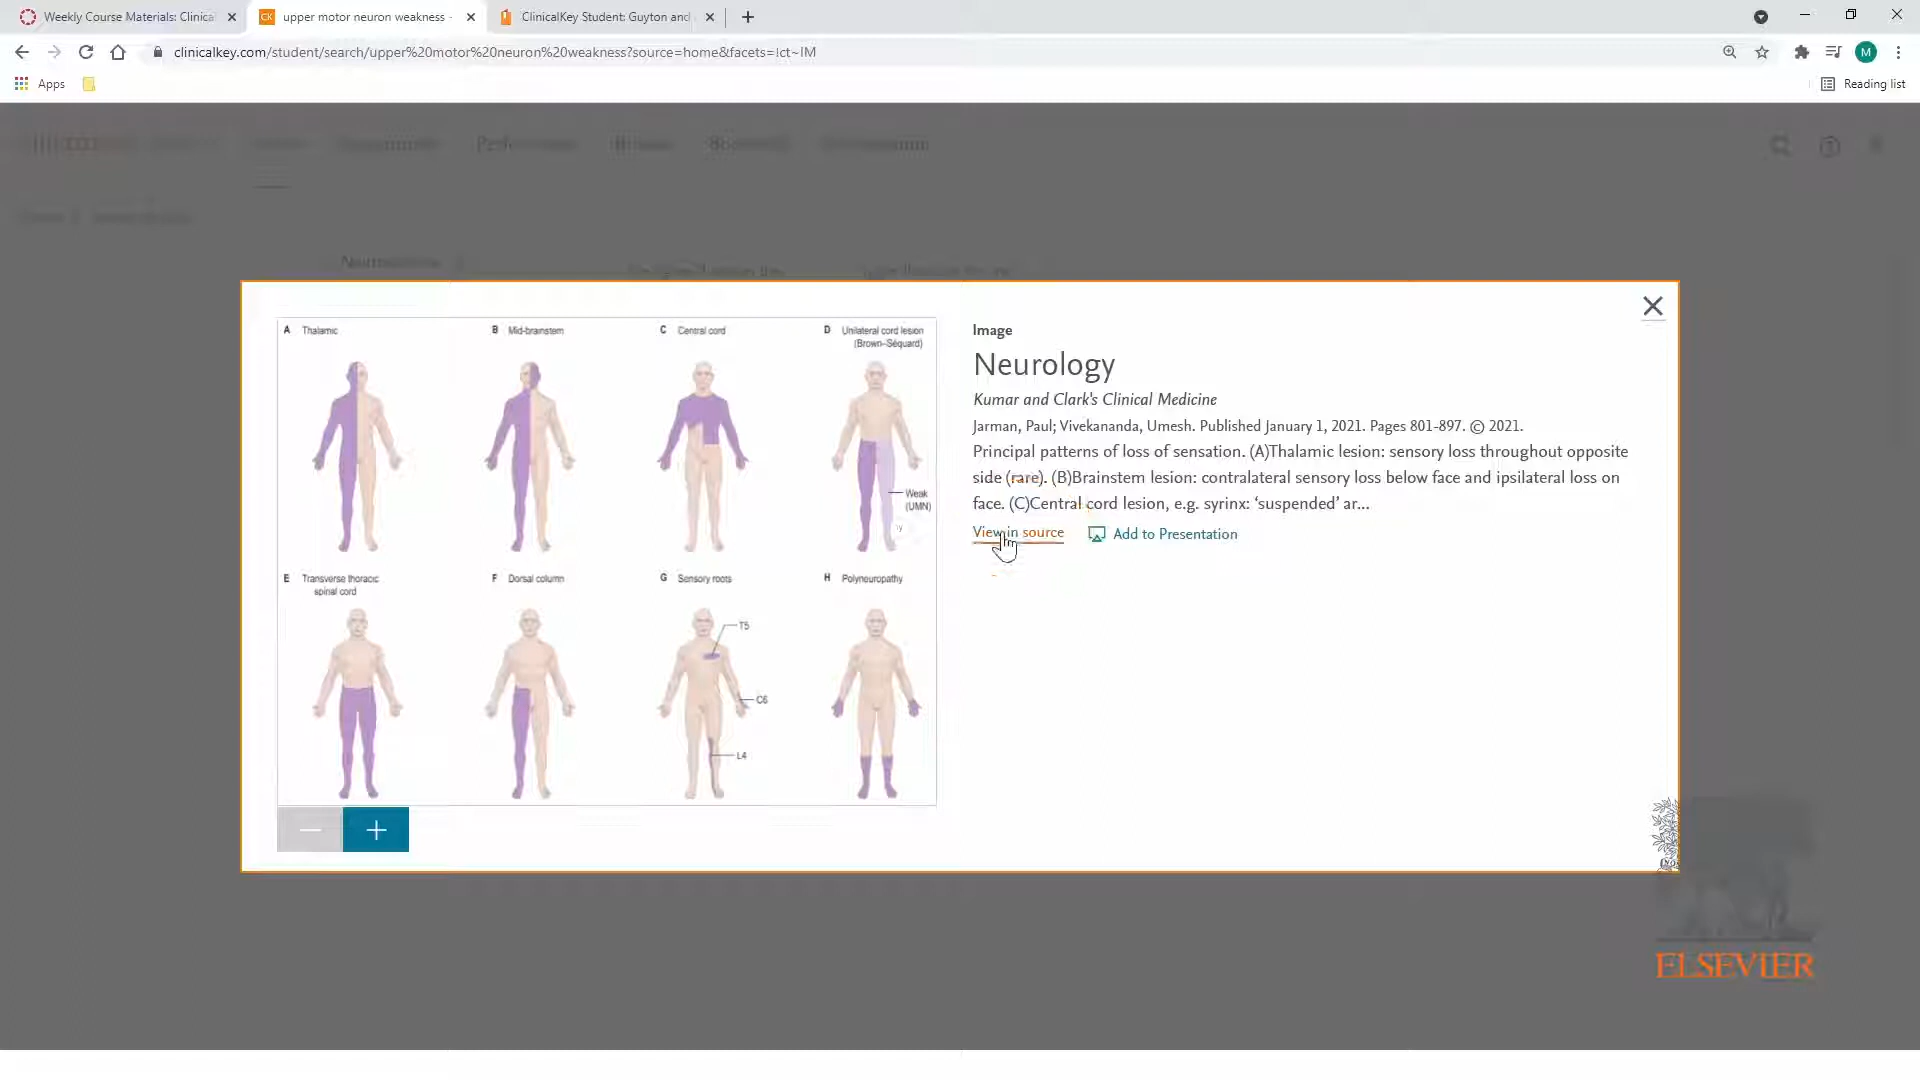 Weekly Course Materials: Clinical
upper motor neuron weakness -
ClinicalKey Student: Guyton and
clinicalkey.com/student/search/upper%20motor%20neuron%20weakness?source=home&facets=Ict~IM
M
Apps
Reading list
A Thalamic
B Mid-brainstem
C Central cord
D Unilateral cord lesion
(Brown–Séquard)
Weak
(UMN)
E Transverse thoracic
spinal cord
F Dorsal column
G Sensory roots
H Polyneuropathy
T5
C6
L4
Image
Neurology
Kumar and Clark's Clinical Medicine
Jarman, Paul; Vivekananda, Umesh. Published January 1, 2021. Pages 801-897. © 2021.
Principal patterns of loss of sensation. (A)Thalamic lesion: sensory loss throughout opposite
side (rare). (B)Brainstem lesion: contralateral sensory loss below face and ipsilateral loss on
face. (C)Central cord lesion, e.g. syrinx: ‘suspended’ ar...
View in source
Add to Presentation
ELSEVIER